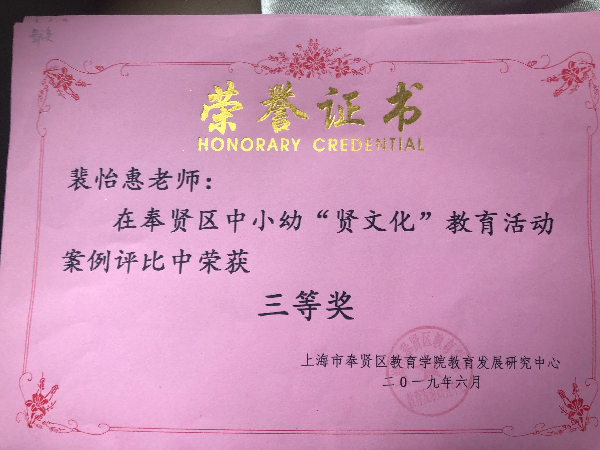 荣誉证书
HONORARY CREDENTIAL
裴怡惠老师：
在奉贤区中小幼“贤文化”教育活动
案例评比中荣获
三等奖
上海市奉贤区教育学院教育发展研究中心
二〇一九年六月